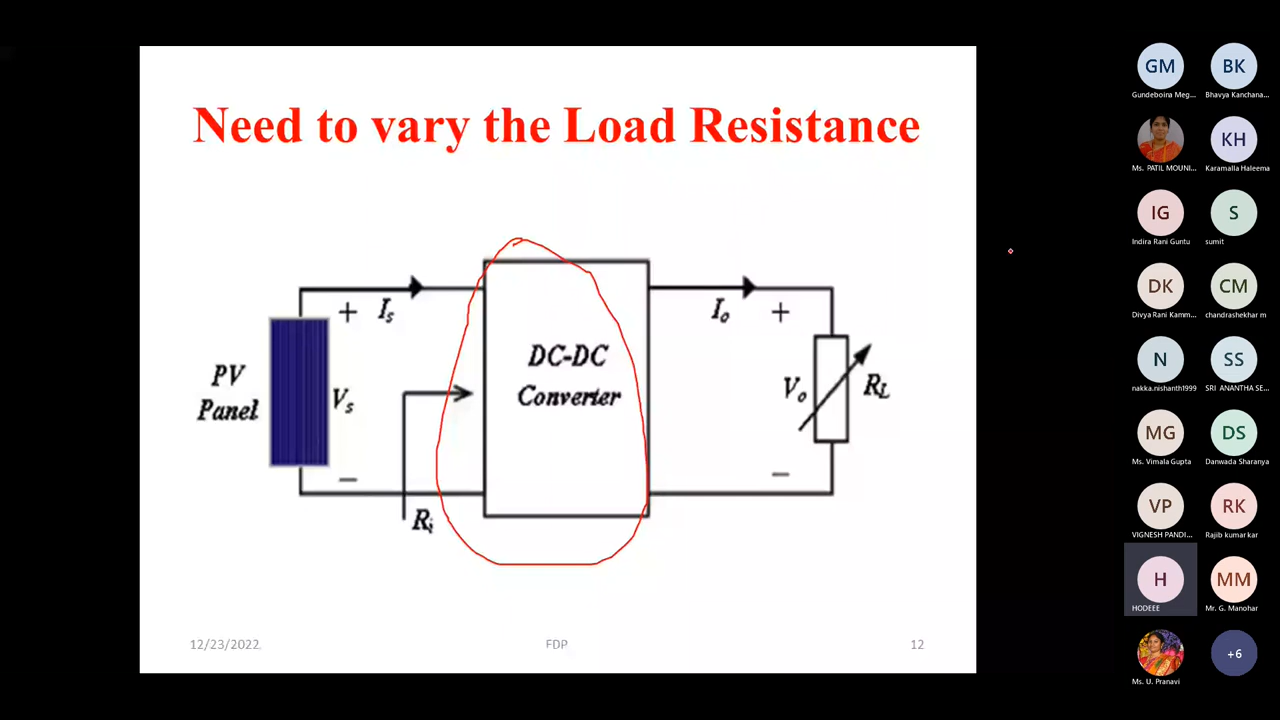 Need to vary the Load Resistance
+ Is
Io +
PV
Panel
Vs
DC-DC
Converter
Vo
RL
−
−
Ri
12/23/2022
FDP
12
GM
Gundeboina Meg...
BK
Bhavya Kanchana...
Ms. PATIL MOUNI...
KH
Karamalla Haleema
IG
Indira Rani Guntu
S
sumit
DK
Divya Rani Kamm...
CM
chandrashekhar m
N
nakka.nishanth1999
SS
SRI ANANTHA SE...
MG
Ms. Vimala Gupta
DS
Danwada Sharanya
VP
VIGNESH PANDI...
RK
Rajib kumar kar
H
HODEEE
MM
Mr. G. Manohar
Ms. U. Pranavi
+6